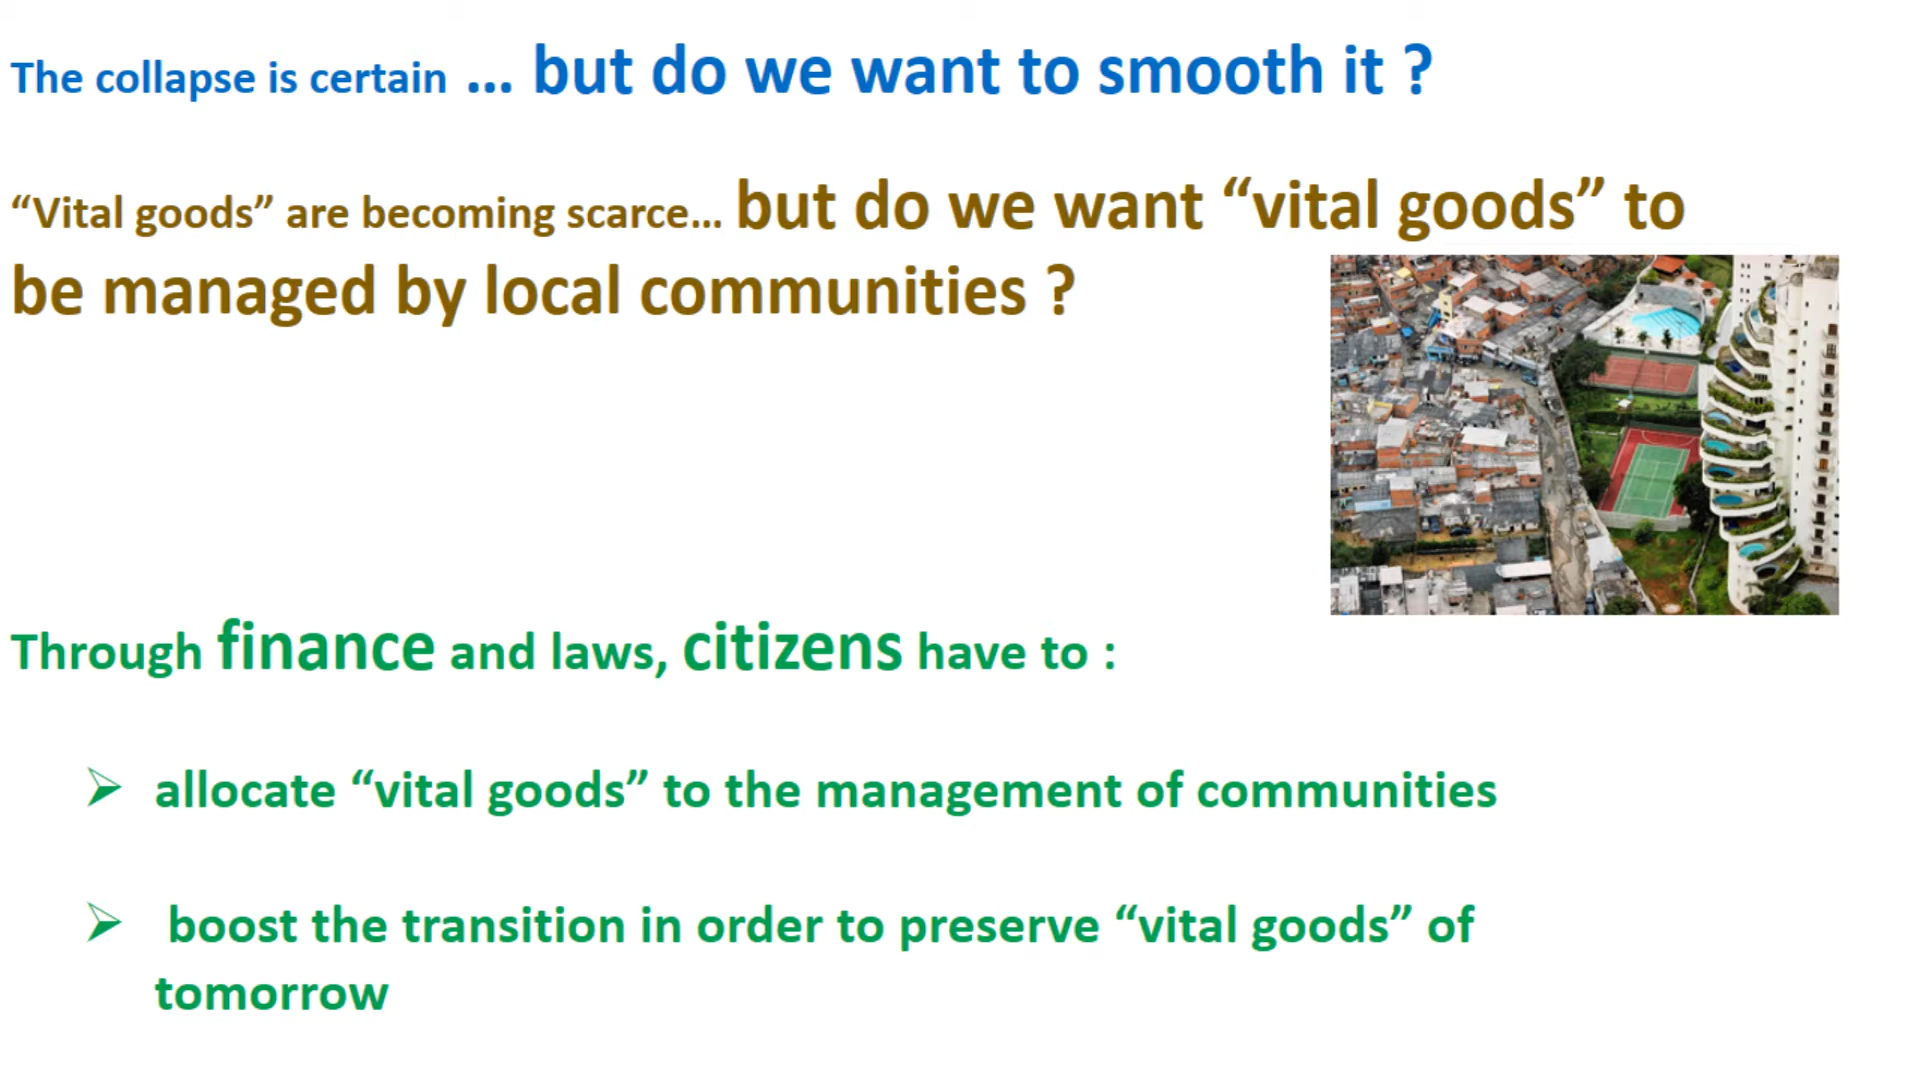 The collapse is certain ... but do we want to smooth it ?
“Vital goods” are becoming scarce... but do we want “vital goods” to
be managed by local communities ?
Through finance and laws, citizens have to :
➢ allocate “vital goods” to the management of communities
➢ boost the transition in order to preserve “vital goods” of
tomorrow